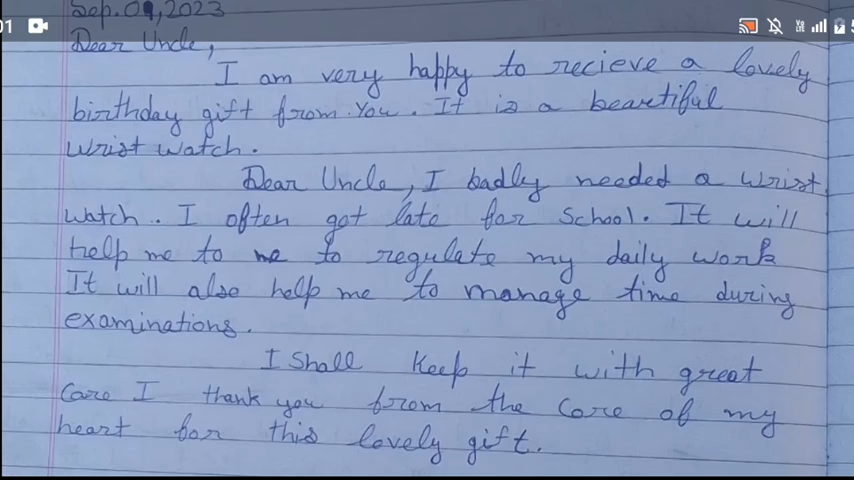 01
Sep. 09, 2023
Dear Uncle,
I am very happy to recieve a lovely
birthday gift from you. It is a beautiful
wrist watch.
Dear Uncle, I badly needed a wrist
watch. I often got late for school. It will
help me to me to regulate my daily work
It will also help me to manage time during
examinations.
I shall keep it with great
care I thank you from the core of my
heart for this lovely gift.